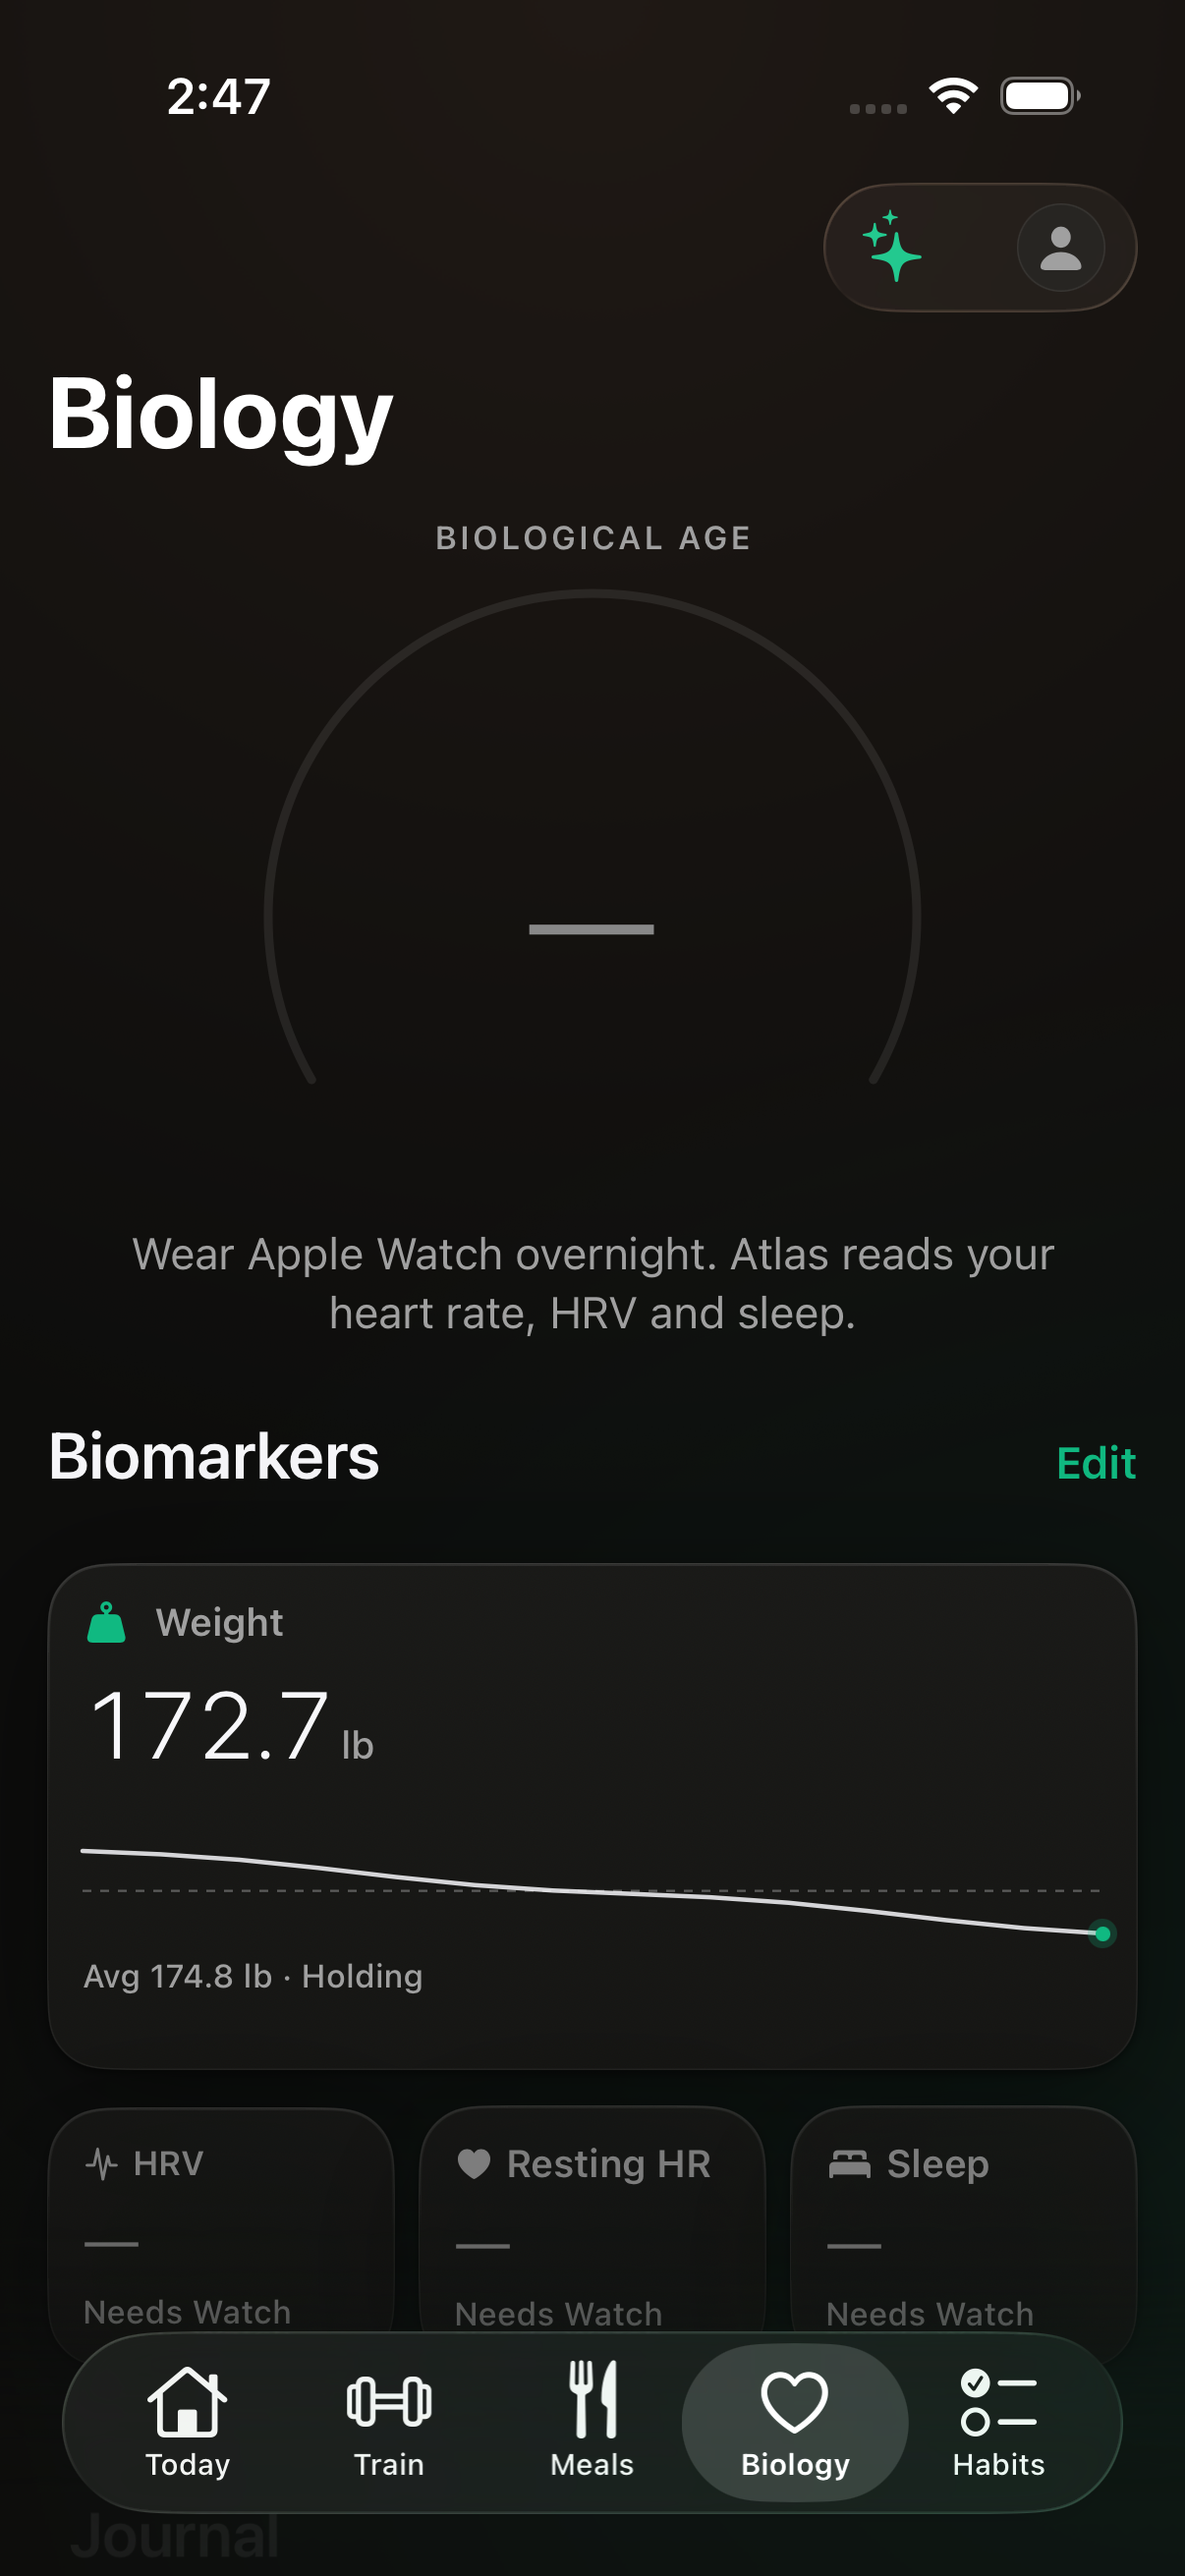 2:47
Biology
BIOLOGICAL AGE
—
Wear Apple Watch overnight. Atlas reads your
heart rate, HRV and sleep.
Biomarkers
Edit
Weight
172.7 lb
Avg 174.8 lb · Holding
HRV
—
Needs Watch
Resting HR
—
Needs Watch
Sleep
—
Needs Watch
Today
Train
Meals
Biology
Habits
Journal